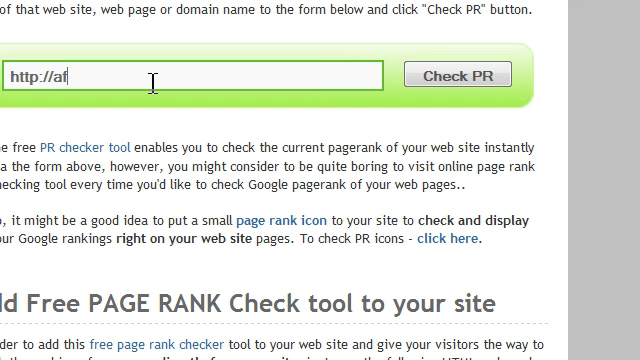 of that web site, web page or domain name to the form below and click "Check PR" button.
http://af
Check PR
e free PR checker tool enables you to check the current pagerank of your web site instantly
a the form above, however, you might consider to be quite boring to visit online page rank
hecking tool every time you'd like to check Google pagerank of your web pages..
, it might be a good idea to put a small page rank icon to your site to check and display
ur Google rankings right on your web site pages. To check PR icons - click here.
dd Free PAGE RANK Check tool to your site
der to add this free page rank checker tool to your web site and give your visitors the way to